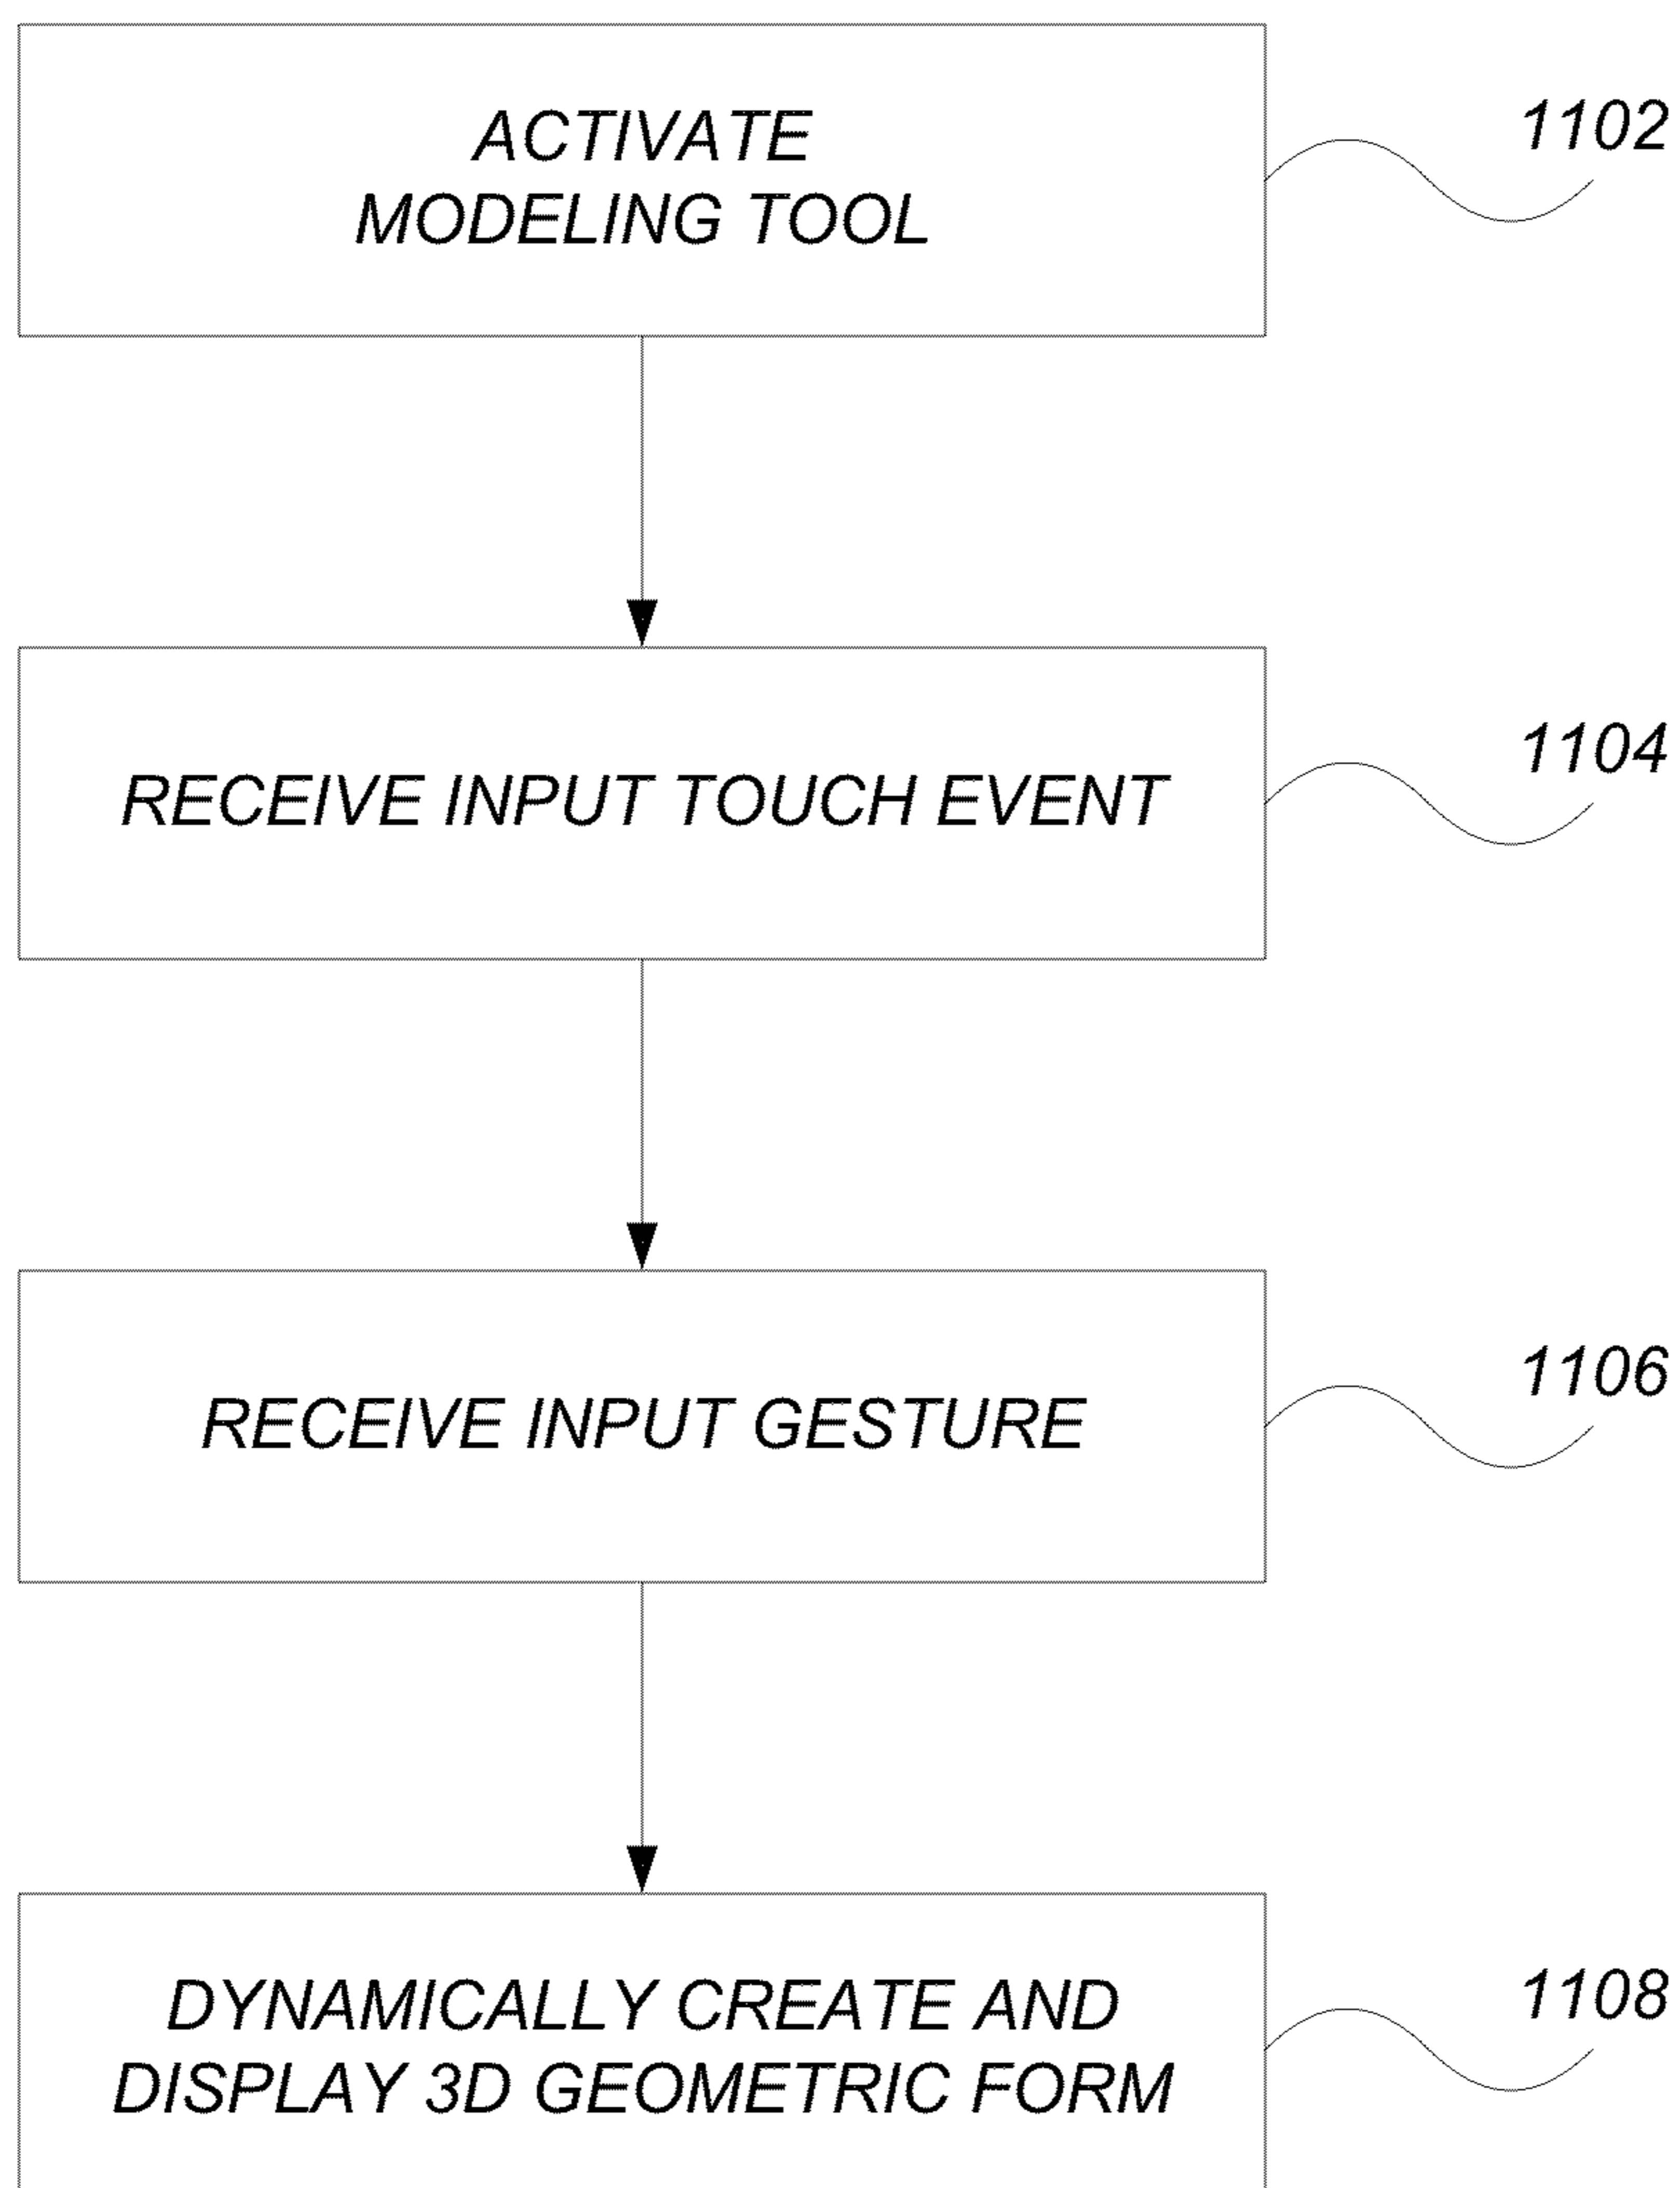 ACTIVATE
MODELING TOOL
1102
RECEIVE INPUT TOUCH EVENT
1104
RECEIVE INPUT GESTURE
1106
DYNAMICALLY CREATE AND
DISPLAY 3D GEOMETRIC FORM
1108